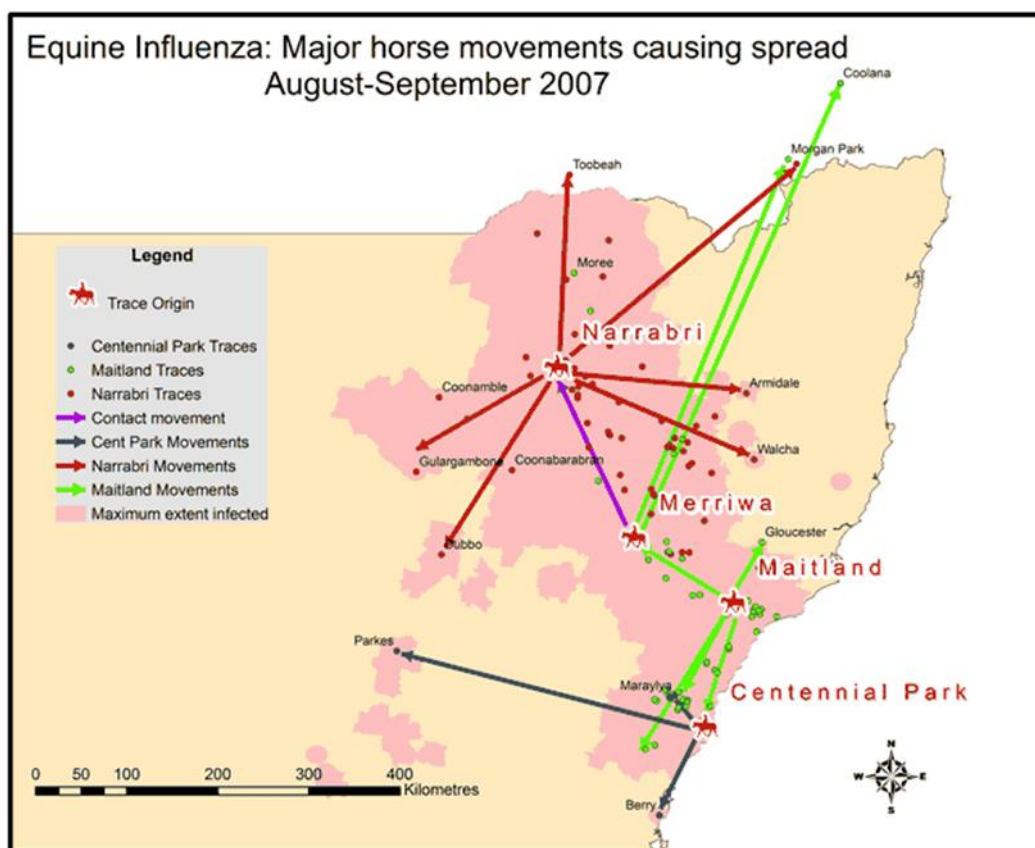 Equine Influenza: Major horse movements causing spread
August-September 2007
Coolana
Morgan Park
Toobeah
Moree
Narrabri
Legend
Trace Origin
Centennial Park Traces
Maitland Traces
Narrabri Traces
Contact movement
Cent Park Movements
Narrabri Movements
Maitland Movements
Maximum extent infected
Coonamble
Armidale
Gulargambone
Coonabarabran
Walcha
Merriwa
Dubbo
Gloucester
Maitland
Parkes
Maraylya
Centennial Park
0 50 100 200 300 400
Kilometres
Berry
N
W E
S